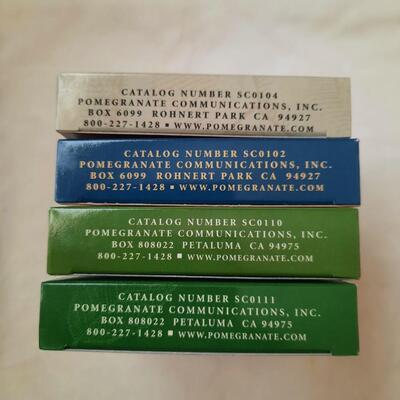 CATALOG NUMBER SC0104
POMEGRANATE COMMUNICATIONS, INC.
BOX 6099 ROHNERT PARK CA 94927
800-227-1428 ■ WWW.POMEGRANATE.COM
CATALOG NUMBER SC0102
POMEGRANATE COMMUNICATIONS, INC.
BOX 6099 ROHNERT PARK CA 94927
800-227-1428 ■ WWW.POMEGRANATE.COM
CATALOG NUMBER SC0110
POMEGRANATE COMMUNICATIONS, INC.
BOX 808022 PETALUMA CA 94975
800-227-1428 ■ WWW.POMEGRANATE.COM
CATALOG NUMBER SC0111
POMEGRANATE COMMUNICATIONS, INC.
BOX 808022 PETALUMA CA 94975
800-227-1428 ■ WWW.POMEGRANATE.COM